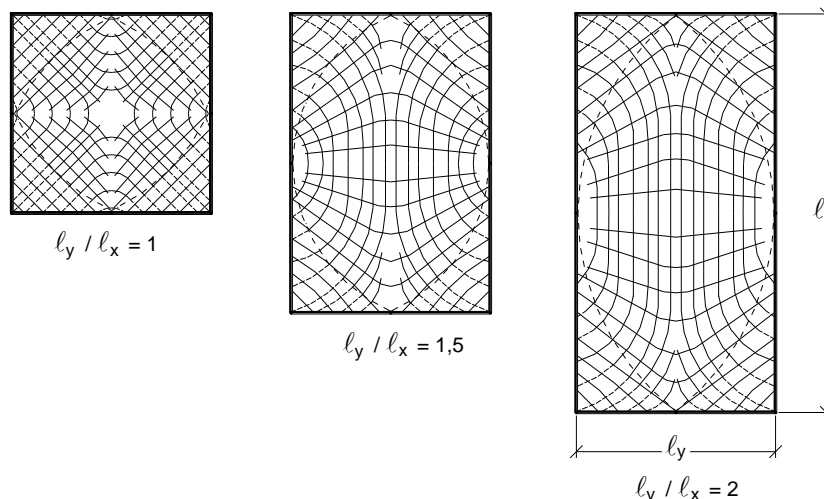 ℓy / ℓx = 1
ℓy / ℓx = 1,5
ℓ
ℓy
ℓy / ℓx = 2